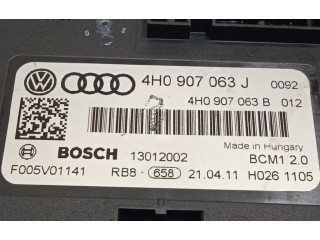 4H0 907 063 J 0092
4H0 907 063 B 012
Made in Hungary
BOSCH 13012002 BCM1 2.0
F005V01141 RB8-658 21.04.11 H026 1105